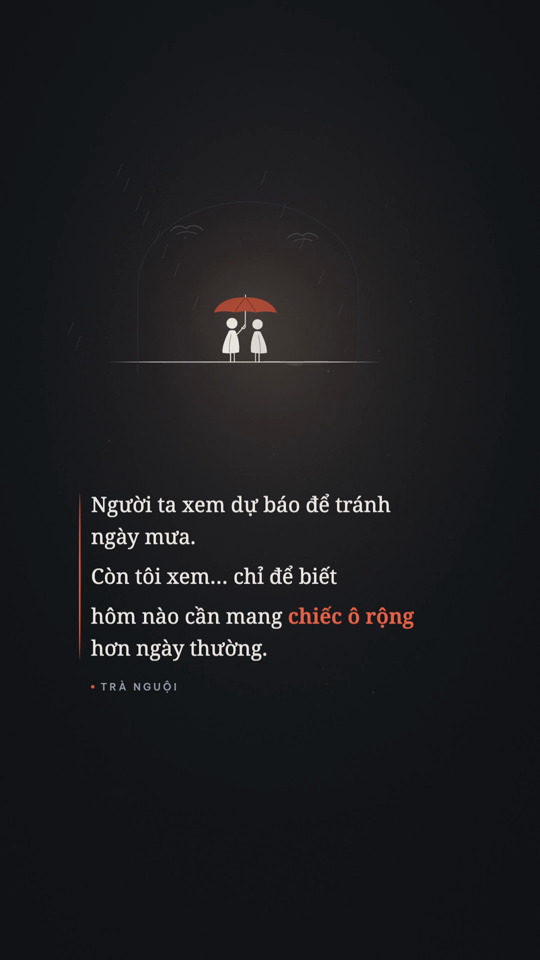 Người ta xem dự báo để tránh
ngày mưa.
Còn tôi xem... chỉ để biết
hôm nào cần mang chiếc ô rộng
hơn ngày thường.
TRÀ NGUỘI